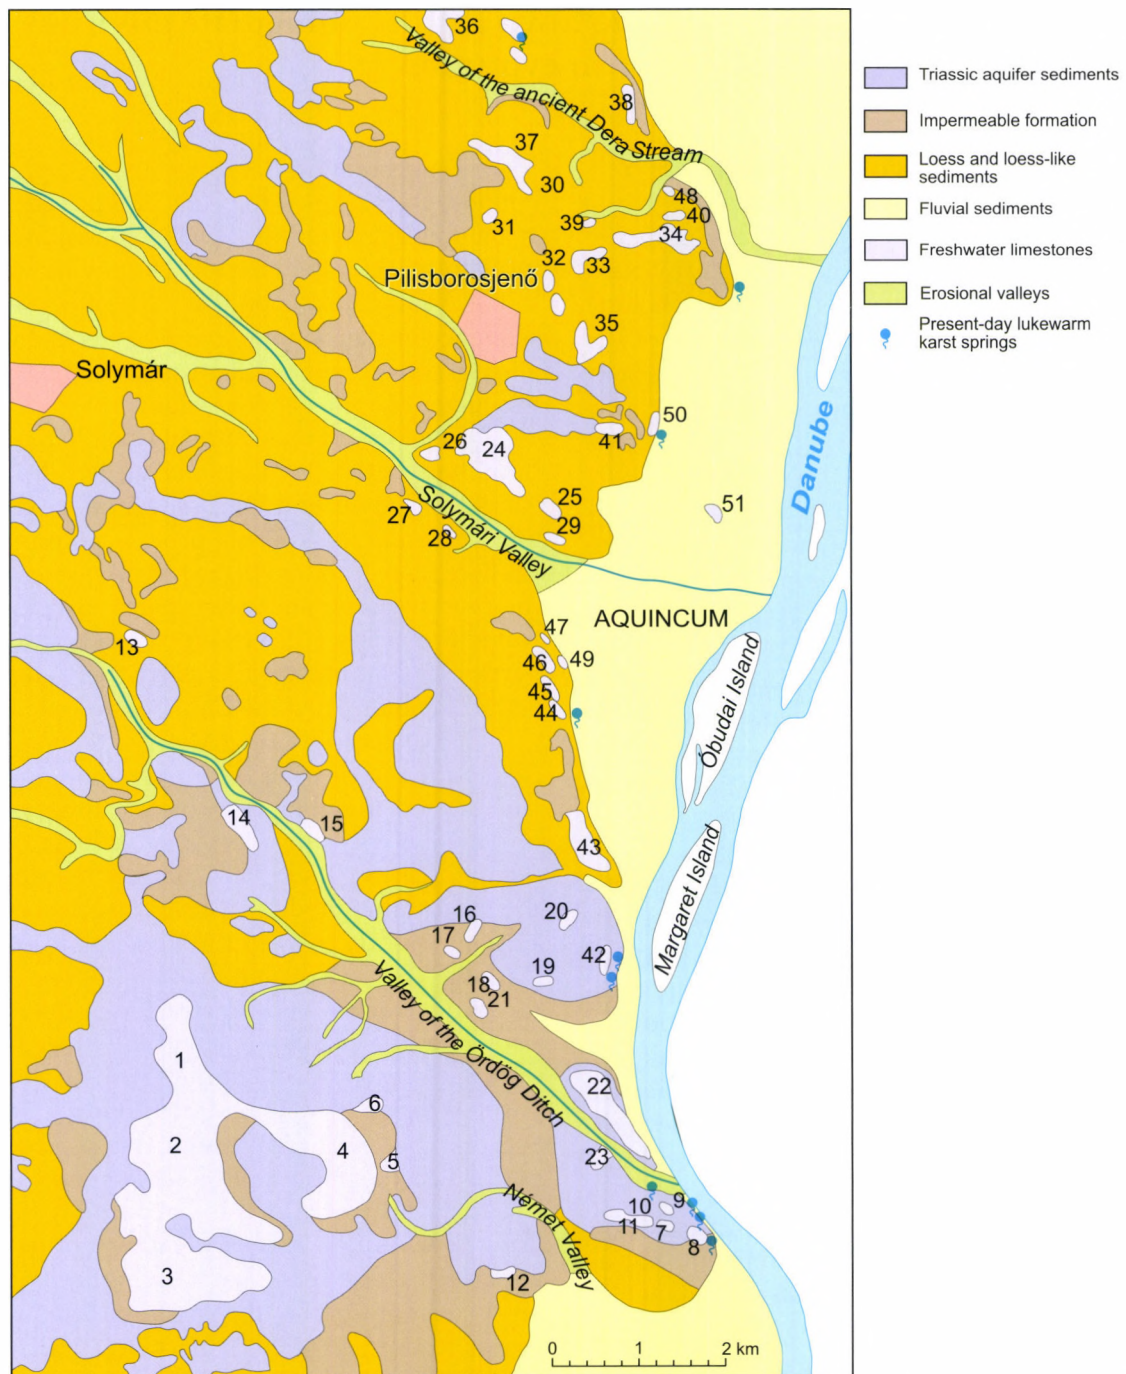 36
Valley of the ancient Dera Stream
38
37
30
48
31
39
40
34
32
33
Pilisborosjenő
35
Solymár
50
26
24
41
25
51
27
29
28
Solymári Valley
Danube
AQUINCUM
47
13
46
49
45
44
Óbudai Island
14
15
43
Margaret Island
16
20
17
42
19
18
21
Valley of the Ördög Ditch
1
22
6
2
4
5
23
Német Valley
10
9
11
7
8
3
12
0 1 2 km
Triassic aquifer sediments
Impermeable formation
Loess and loess-like
sediments
Fluvial sediments
Freshwater limestones
Erosional valleys
Present-day lukewarm
karst springs